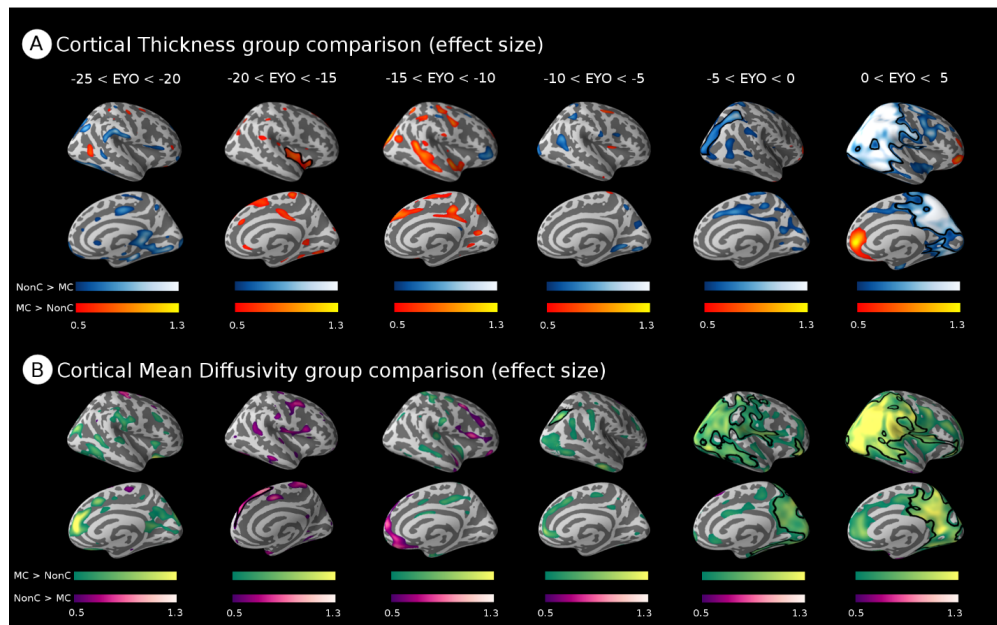 A Cortical Thickness group comparison (effect size)
-25 < EYO < -20 -20 < EYO < -15 -15 < EYO < -10 -10 < EYO < -5 -5 < EYO < 0 0 < EYO < 5
NonC > MC
MC > NonC
0.5 1.3 0.5 1.3 0.5 1.3 0.5 1.3 0.5 1.3 0.5 1.3
B Cortical Mean Diffusivity group comparison (effect size)
MC > NonC
NonC > MC
0.5 1.3 0.5 1.3 0.5 1.3 0.5 1.3 0.5 1.3 0.5 1.3